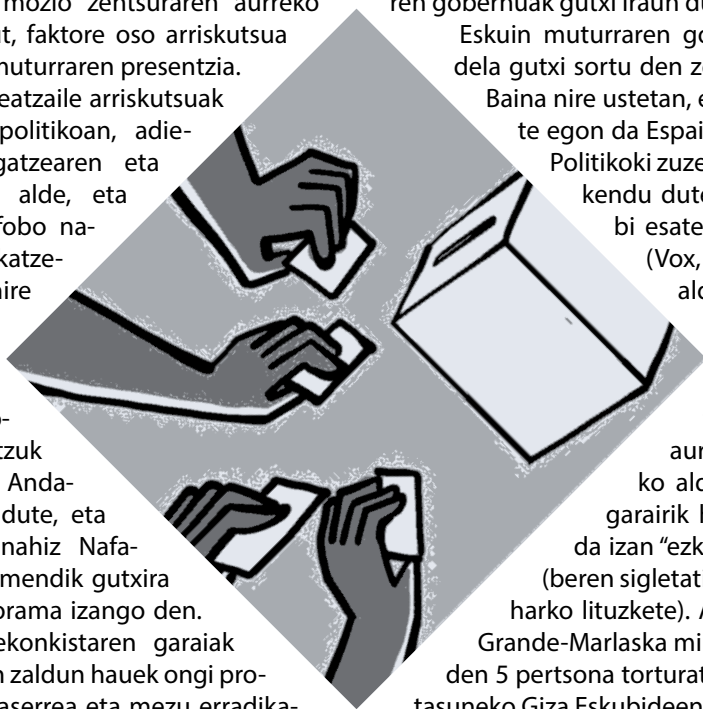 mozio zentsuraren aurreko
ut, faktore oso arriskutsua
muturraren presentzia.
eatzaile arriskutsuak
politikoan, adie-
gatzearen eta
alde, eta
fobo na-
katze-
nire
o-
tzuk
Anda-
dute, eta
nahiz Nafa-
mendik gutxira
orama izango den.
ekonkistaren garaiak
n zaldun hauek ongi pro-
aserrea eta mezu erradika-
ren gobernuak gutxi iraun du
Eskuin muturraren go
dela gutxi sortu den ze
Baina nire ustetan, e
te egon da Espai
Politikoki zuze
kendu dute
bi esate
(Vox,
ald
aur
ko ald
garairik b
da izan “ezk
(beren sigletat
harko lituzkete). A
Grande-Marlaska mi
den 5 pertsona torturat
tasuneko Giza Eskubideen